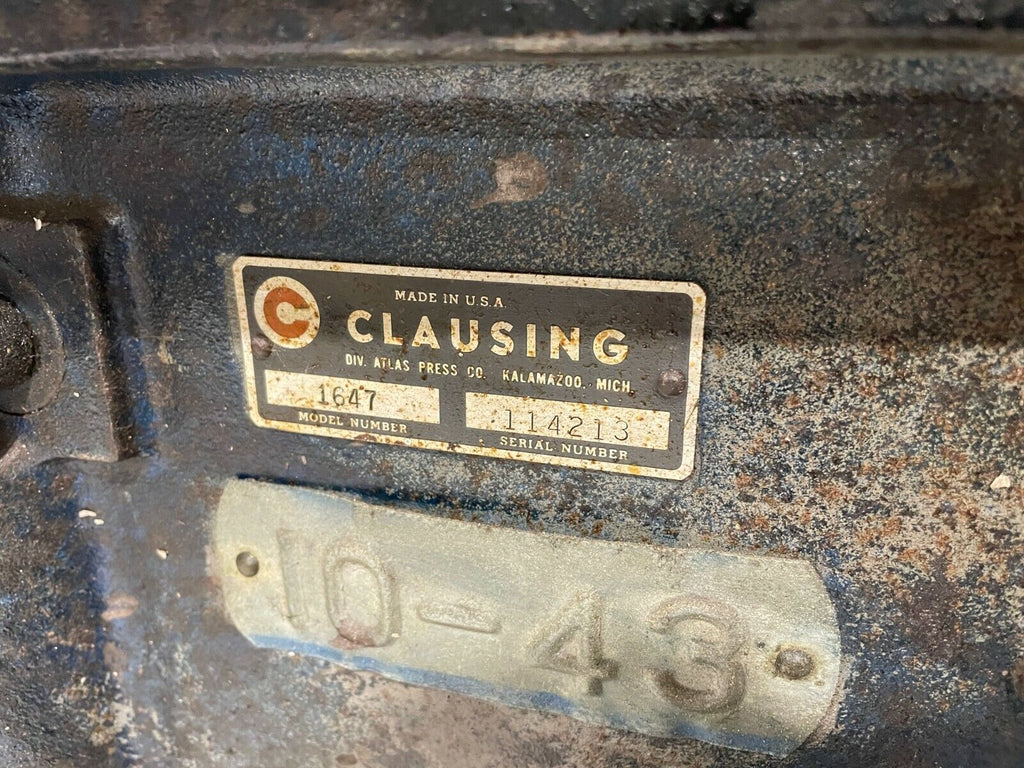 C
MADE IN U.S.A.
CLAUSING
DIV. ATLAS PRESS CO. KALAMAZOO. MICH.
1647 114213
MODEL NUMBER SERIAL NUMBER
10-43